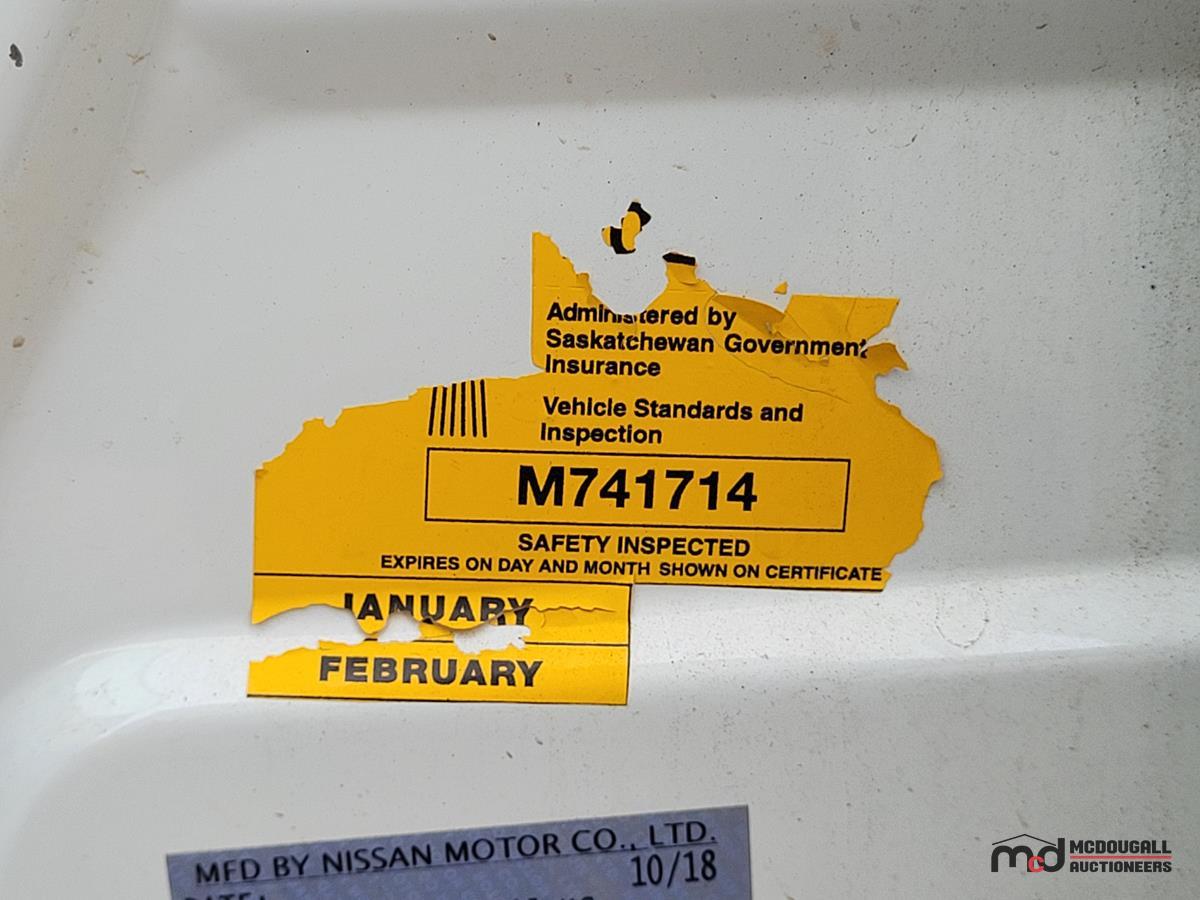 Administered by
Saskatchewan Government
Insurance
Vehicle Standards and
Inspection
M741714
SAFETY INSPECTED
EXPIRES ON DAY AND MONTH SHOWN ON CERTIFICATE
JANUARY
FEBRUARY
MFD BY NISSAN MOTOR CO., LTD.
10/18
mcd MCDOUGALL
AUCTIONEERS